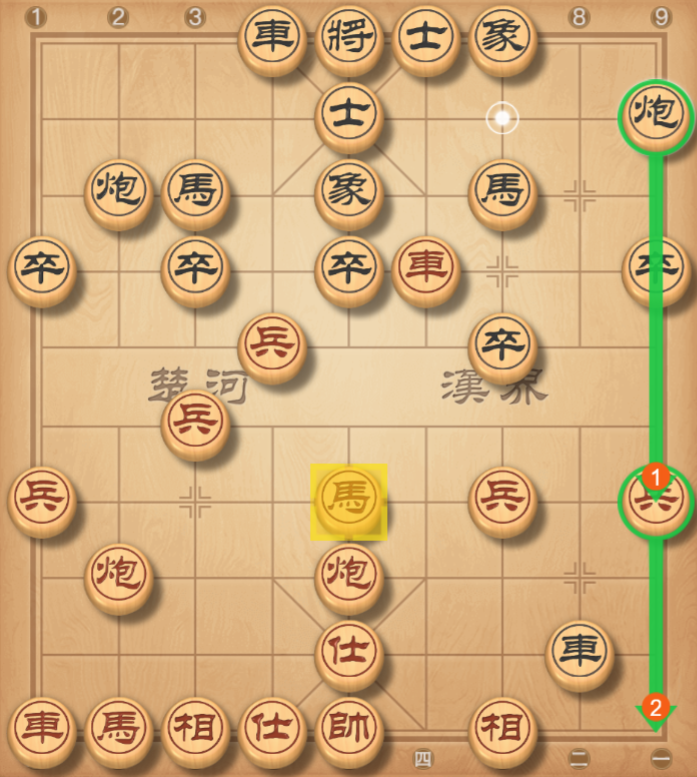 1 2 3 8 9
車 將 士 象
士 炮
炮 馬 象 馬
卒 卒 卒 車 卒
兵 卒
楚河 漢界
兵
兵 馬 兵 兵 1
炮 炮
仕 車
車 馬 相 仕 帥 相 2
四 二 一